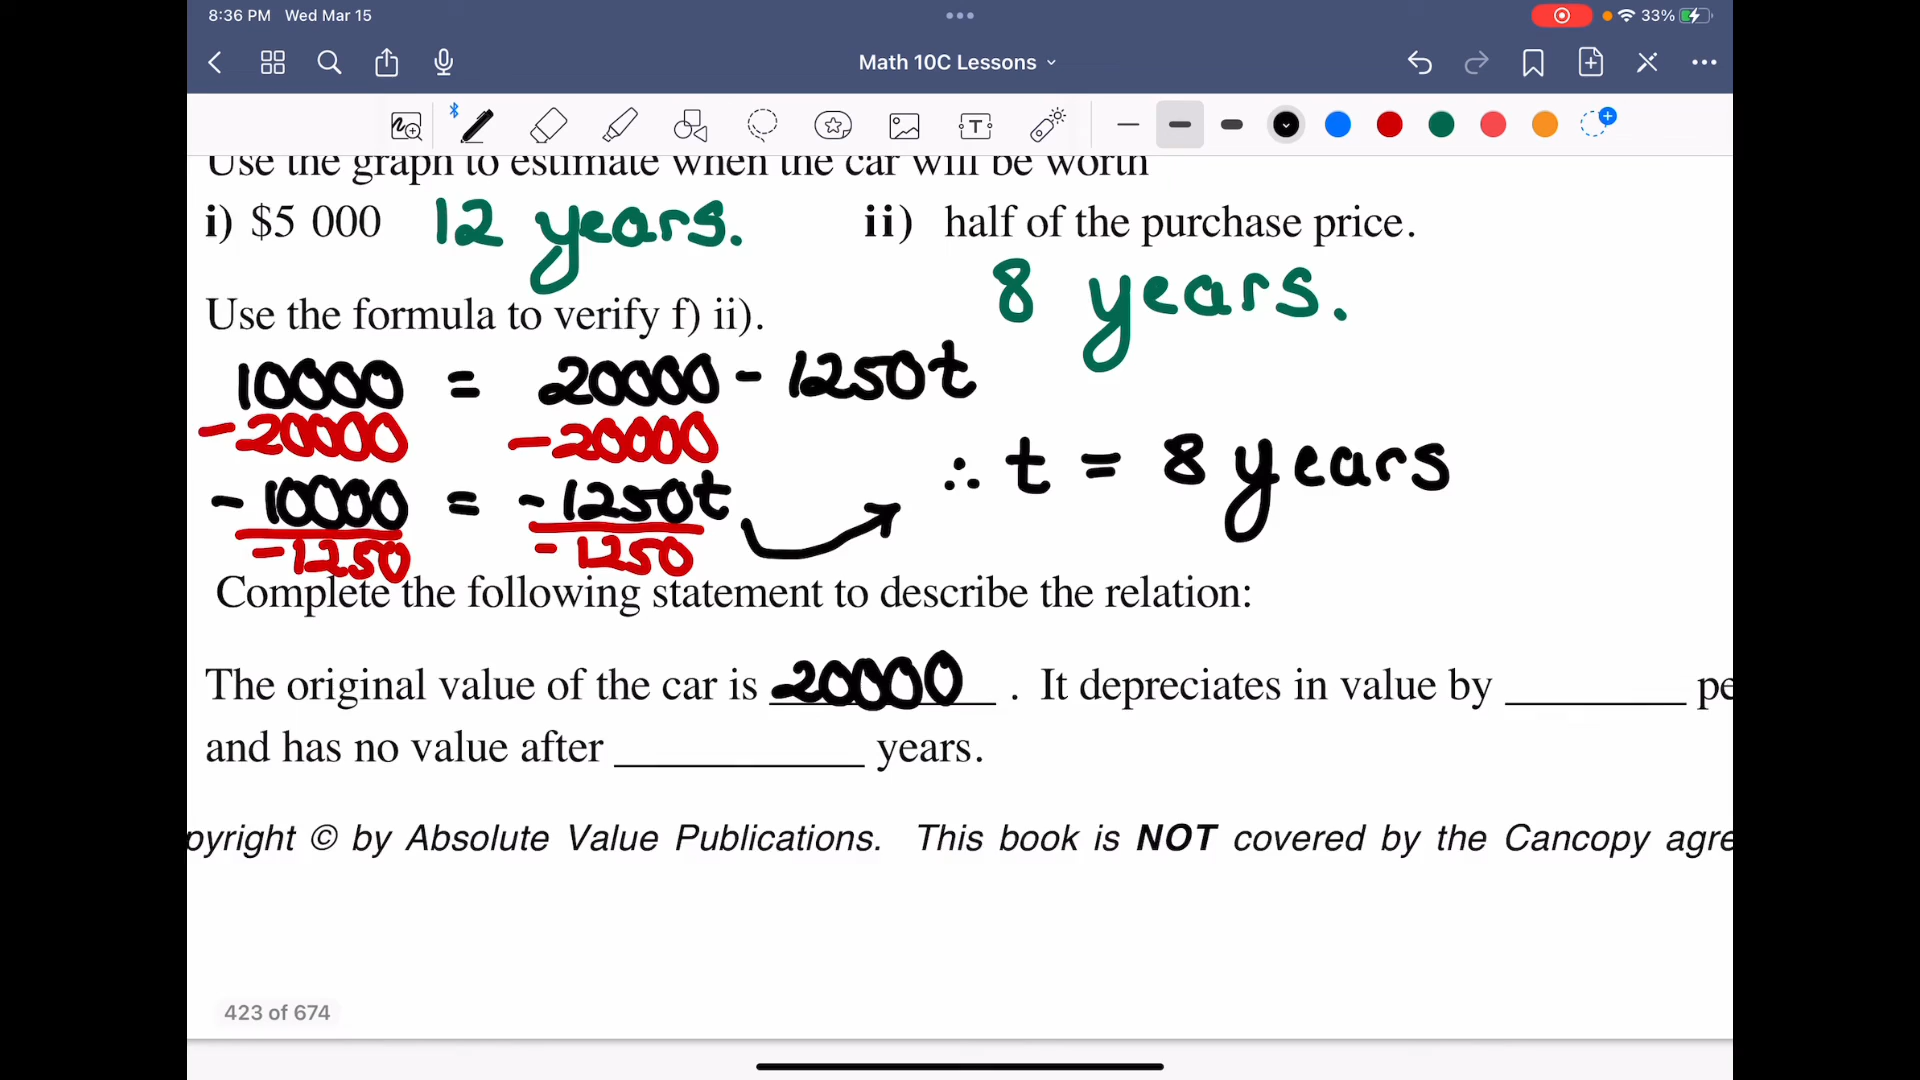 8:36 PM Wed Mar 15
33%
Math 10C Lessons
Use the graph to estimate when the car will be worth
i) $5 000 12 years. ii) half of the purchase price.
8 years.
Use the formula to verify f) ii).
10000 = 20000 - 1250t
-20000 -20000
∴ t = 8 years
-10000 = -1250t
-1250 -1250
Complete the following statement to describe the relation:
The original value of the car is 20000 . It depreciates in value by ________ pe
and has no value after ___________ years.
pyright © by Absolute Value Publications. This book is NOT covered by the Cancopy agre
423 of 674